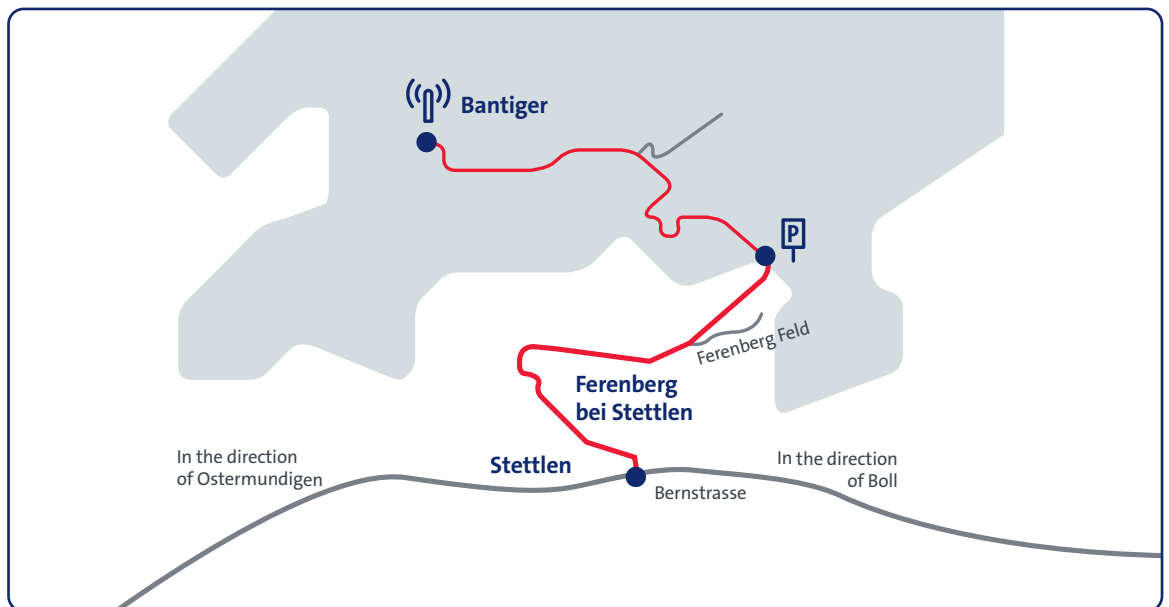 Bantiger
P
Ferenberg Feld
Ferenberg
bei Stettlen
In the direction
of Ostermundigen
Stettlen
In the direction
of Boll
Bernstrasse